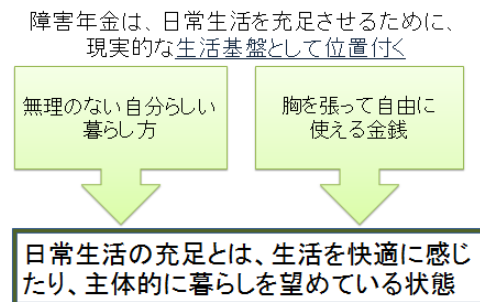 障害年金は、日常生活を充足させるために、
現実的な生活基盤として位置付く
無理のない自分らしい
暮らし方
胸を張って自由に
使える金銭
日常生活の充足とは、生活を快適に感じ
たり、主体的に暮らしを望めている状態